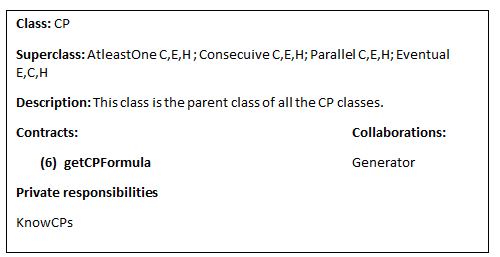 Class: CP
Superclass: AtleastOne C,E,H ; Consecuive C,E,H; Parallel C,E,H; Eventual
E,C,H
Description: This class is the parent class of all the CP classes.
Contracts: Collaborations:
(6) getCPFormula Generator
Private responsibilities
KnowCPs